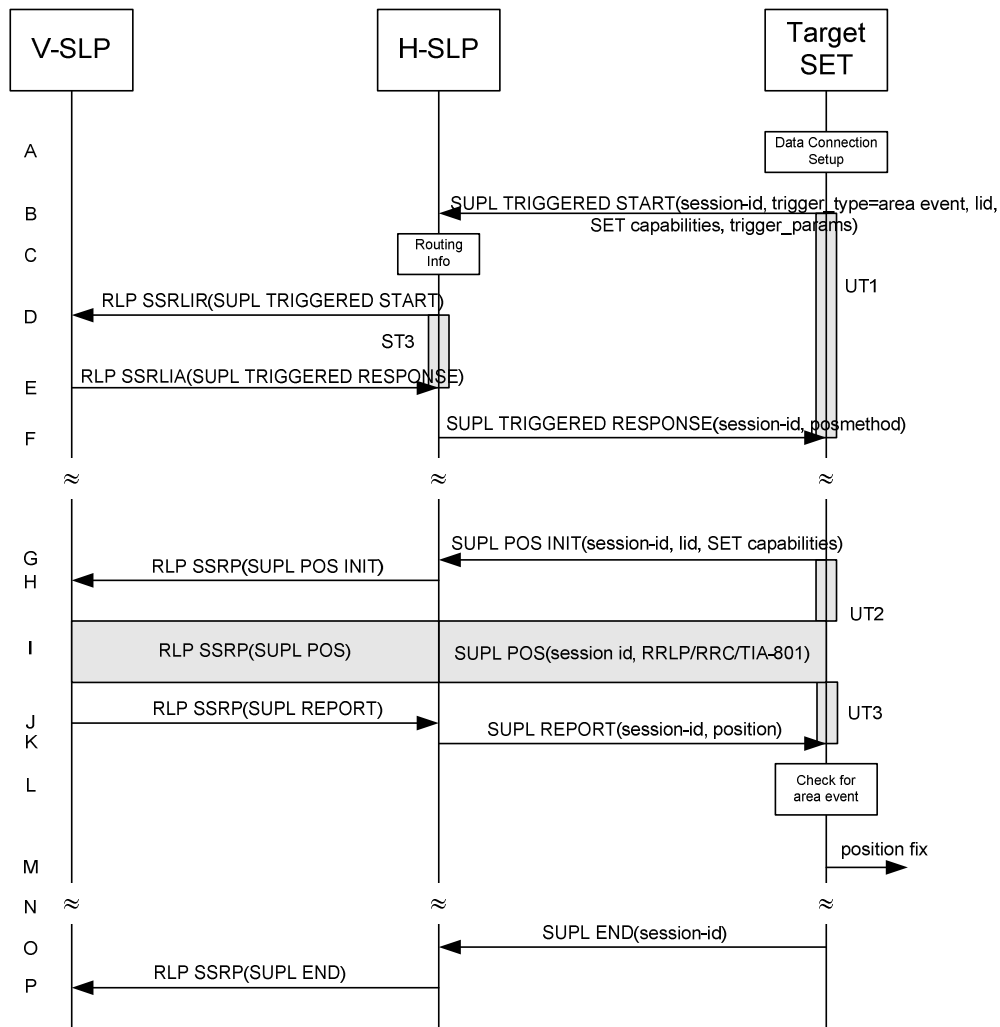 V-SLP
H-SLP
Target
SET
A
Data Connection
Setup
B
SUPL TRIGGERED START(session-id, trigger_type=area event, lid,
SET capabilities, trigger_params)
C
Routing
Info
UT1
D
RLP SSRLIR(SUPL TRIGGERED START)
ST3
E
RLP SSRLIA(SUPL TRIGGERED RESPONSE)
F
SUPL TRIGGERED RESPONSE(session-id, posmethod)
≈ ≈ ≈
G
SUPL POS INIT(session-id, lid, SET capabilities)
H
RLP SSRP(SUPL POS INIT)
UT2
I
RLP SSRP(SUPL POS)
SUPL POS(session id, RRLP/RRC/TIA-801)
J
RLP SSRP(SUPL REPORT)
UT3
K
SUPL REPORT(session-id, position)
L
Check for
area event
M
position fix
N
≈ ≈ ≈
O
SUPL END(session-id)
P
RLP SSRP(SUPL END)